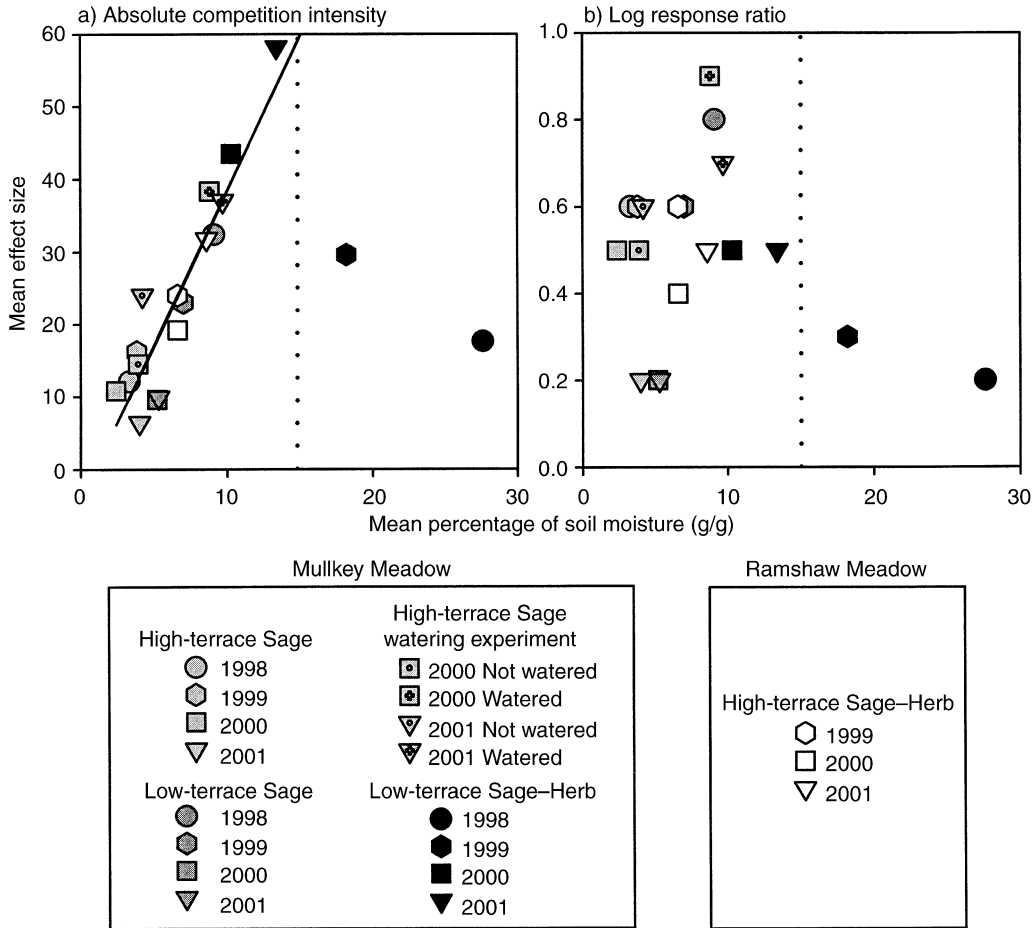 a) Absolute competition intensity
b) Log response ratio
60
50
40
30
20
10
0
1.0
0.8
0.6
0.4
0.2
0.0
Mean effect size
0 10 20 30
0 10 20 30
Mean percentage of soil moisture (g/g)
Mullkey Meadow
High-terrace Sage
1998
1999
2000
2001
High-terrace Sage
watering experiment
2000 Not watered
2000 Watered
2001 Not watered
2001 Watered
Low-terrace Sage
1998
1999
2000
2001
Low-terrace Sage–Herb
1998
1999
2000
2001
Ramshaw Meadow
High-terrace Sage–Herb
1999
2000
2001